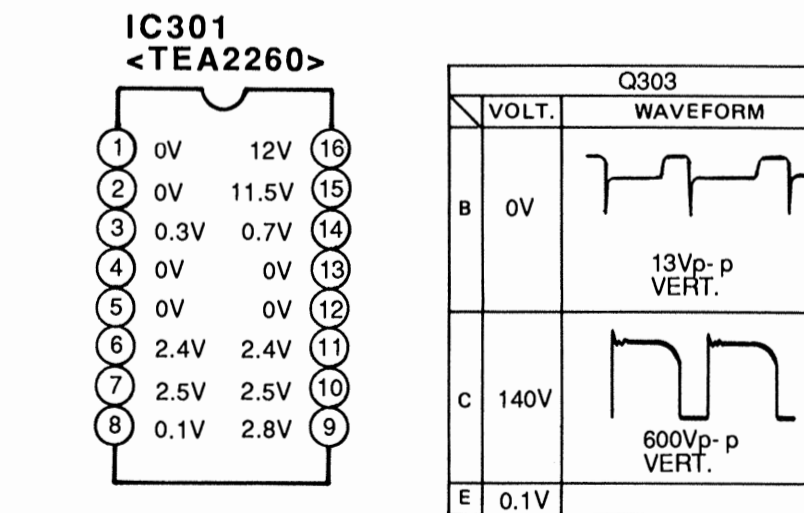 IC301
<TEA2260>
1 0V 12V 16
2 0V 11.5V 15
3 0.3V 0.7V 14
4 0V 0V 13
5 0V 0V 12
6 2.4V 2.4V 11
7 2.5V 2.5V 10
8 0.1V 2.8V 9
Q303
VOLT. WAVEFORM
B 0V
13Vp-p
VERT.
C 140V
600Vp-p
VERT.
E 0.1V